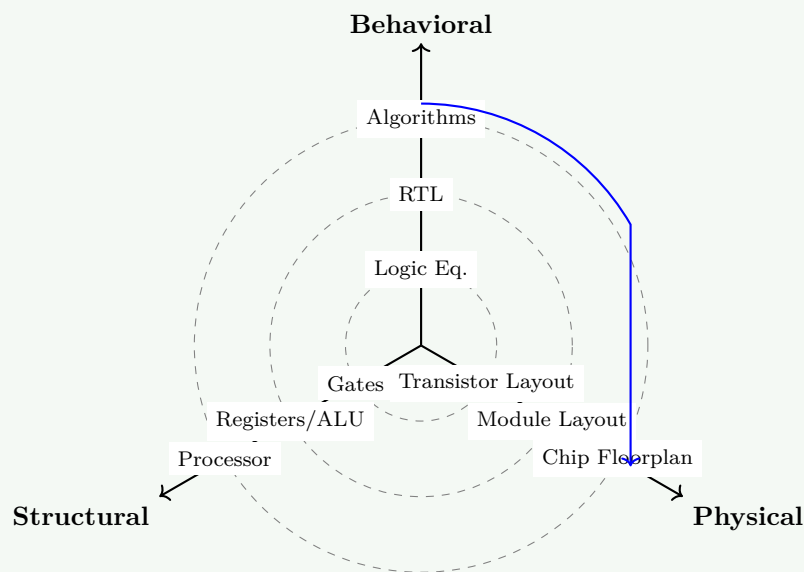 Behavioral
Algorithms
RTL
Logic Eq.
Gates
Transistor Layout
Registers/ALU
Module Layout
Processor
Chip Floorplan
Structural
Physical